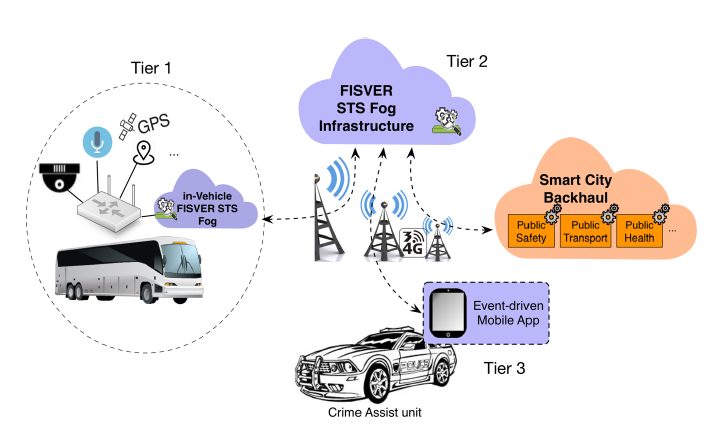 Tier 1
GPS
...
in-Vehicle
FISVER STS
Fog
Tier 2
FISVER
STS Fog
Infrastructure
3
4G
Smart City
Backhaul
Public
Safety
Public
Transport
Public
Health
...
Event-driven
Mobile App
Tier 3
POLICE
Crime Assist unit